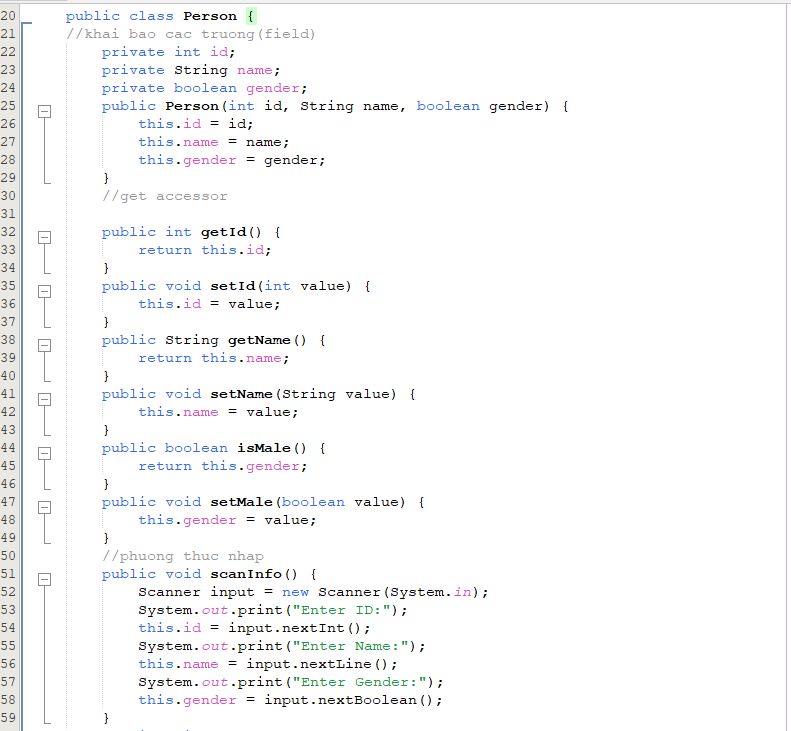 20 public class Person {
21 //khai bao cac truong(field)
22 private int id;
23 private String name;
24 private boolean gender;
25 public Person(int id, String name, boolean gender) {
26 this.id = id;
27 this.name = name;
28 this.gender = gender;
29 }
30 //get accessor
31
32 public int getId() {
33 return this.id;
34 }
35 public void setId(int value) {
36 this.id = value;
37 }
38 public String getName() {
39 return this.name;
40 }
41 public void setName(String value) {
42 this.name = value;
43 }
44 public boolean isMale() {
45 return this.gender;
46 }
47 public void setMale(boolean value) {
48 this.gender = value;
49 }
50 //phuong thuc nhap
51 public void scanInfo() {
52 Scanner input = new Scanner(System.in);
53 System.out.print("Enter ID:");
54 this.id = input.nextInt();
55 System.out.print("Enter Name:");
56 this.name = input.nextLine();
57 System.out.print("Enter Gender:");
58 this.gender = input.nextBoolean();
59 }